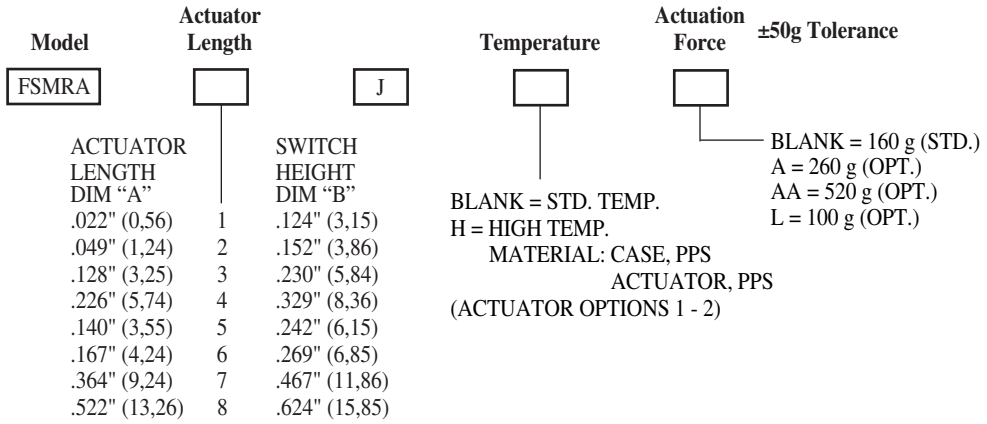 Model
Actuator
Length
Temperature
Actuation
Force
±50g Tolerance
FSMRA
J
ACTUATOR
LENGTH
DIM “A”
SWITCH
HEIGHT
DIM “B”
.022" (0,56) 1 .124" (3,15)
.049" (1,24) 2 .152" (3,86)
.128" (3,25) 3 .230" (5,84)
.226" (5,74) 4 .329" (8,36)
.140" (3,55) 5 .242" (6,15)
.167" (4,24) 6 .269" (6,85)
.364" (9,24) 7 .467" (11,86)
.522" (13,26) 8 .624" (15,85)
BLANK = STD. TEMP.
H = HIGH TEMP.
MATERIAL: CASE, PPS
ACTUATOR, PPS
(ACTUATOR OPTIONS 1 - 2)
BLANK = 160 g (STD.)
A = 260 g (OPT.)
AA = 520 g (OPT.)
L = 100 g (OPT.)